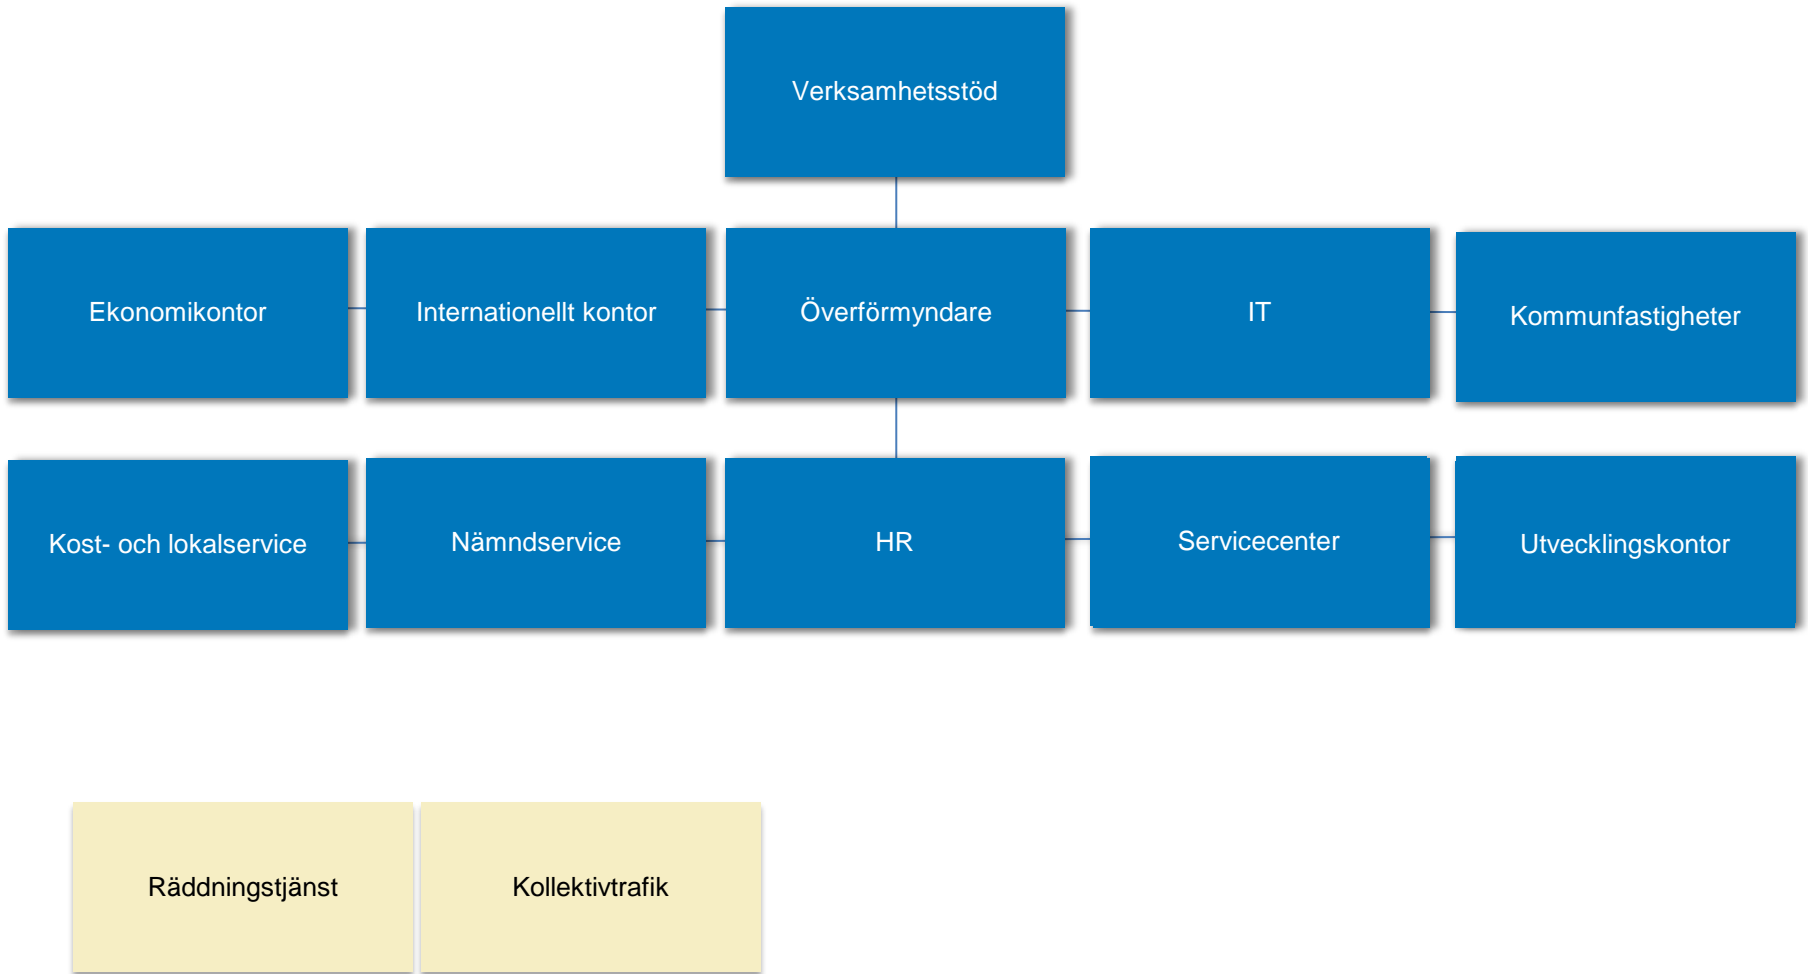 Verksamhetsstöd
Ekonomikontor
Internationellt kontor
Överförmyndare
IT
Kommunfastigheter
Kost- och lokalservice
Nämndservice
HR
Servicecenter
Utvecklingskontor
Räddningstjänst
Kollektivtrafik